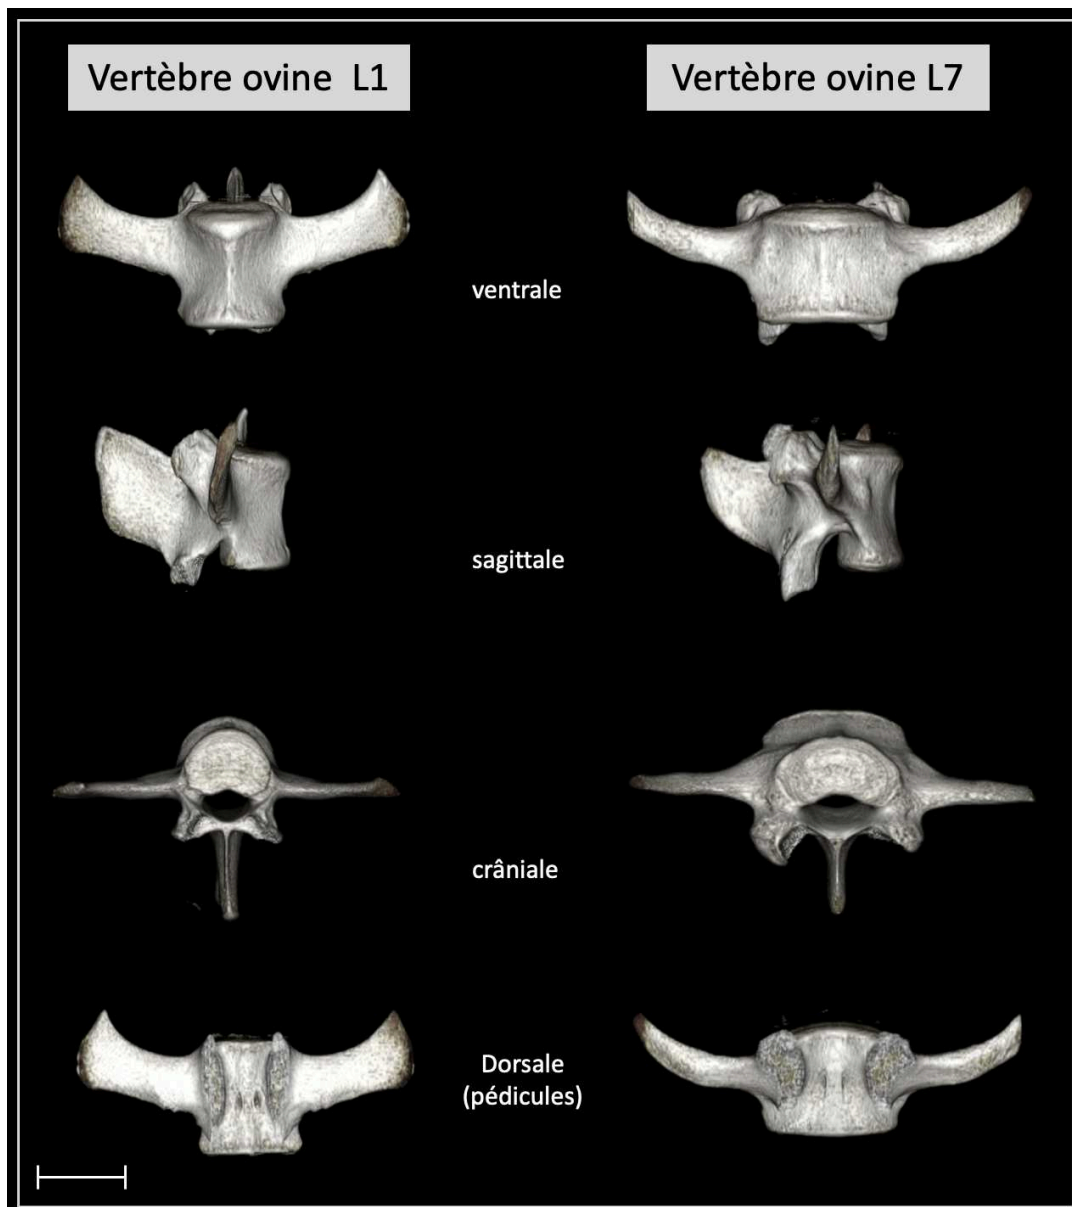 Vertèbre ovine L1
Vertèbre ovine L7
ventrale
sagittale
crâniale
Dorsale
(pédicules)